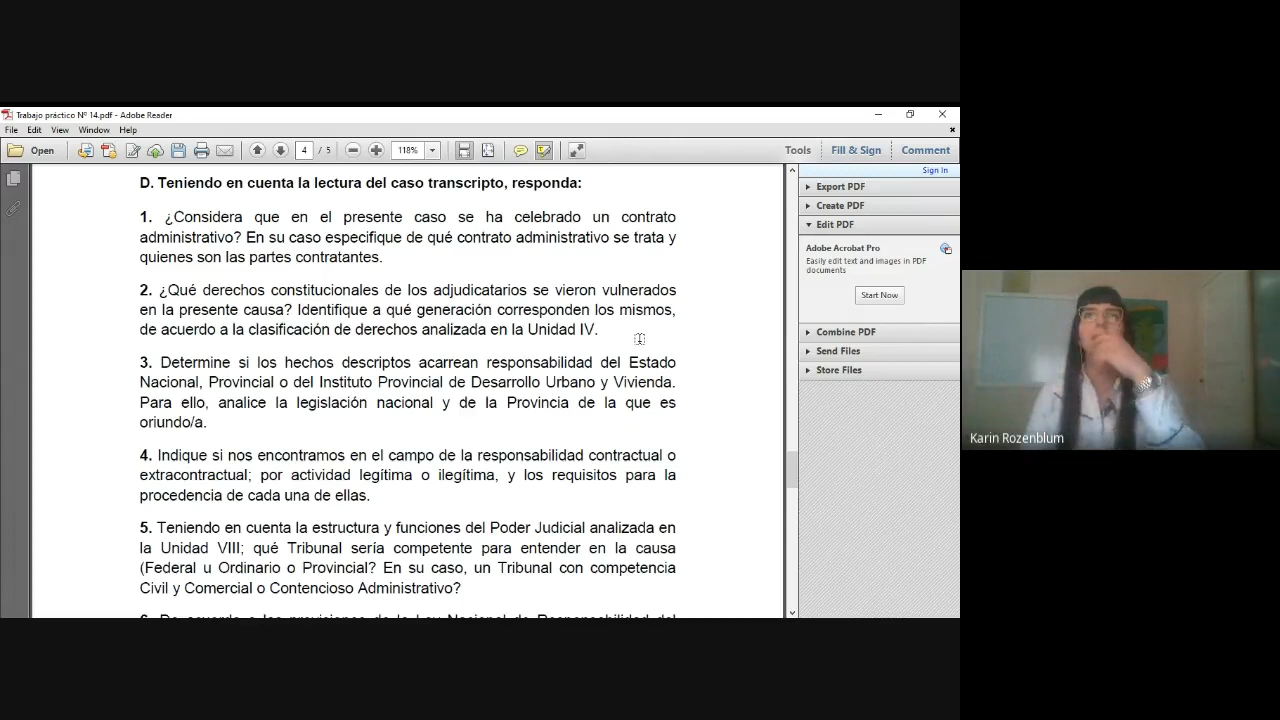 Trabajo práctico Nº 14.pdf - Adobe Reader
File Edit View Window Help
Open 4 / 5 118% Tools Fill & Sign Comment
Sign In
Export PDF
Create PDF
Edit PDF
Adobe Acrobat Pro
Easily edit text and images in PDF
documents
Start Now
Combine PDF
Send Files
Store Files
D. Teniendo en cuenta la lectura del caso transcripto, responda:
1. ¿Considera que en el presente caso se ha celebrado un contrato
administrativo? En su caso especifique de qué contrato administrativo se trata y
quienes son las partes contratantes.
2. ¿Qué derechos constitucionales de los adjudicatarios se vieron vulnerados
en la presente causa? Identifique a qué generación corresponden los mismos,
de acuerdo a la clasificación de derechos analizada en la Unidad IV.
3. Determine si los hechos descriptos acarrean responsabilidad del Estado
Nacional, Provincial o del Instituto Provincial de Desarrollo Urbano y Vivienda.
Para ello, analice la legislación nacional y de la Provincia de la que es
oriundo/a.
4. Indique si nos encontramos en el campo de la responsabilidad contractual o
extracontractual; por actividad legítima o ilegítima, y los requisitos para la
procedencia de cada una de ellas.
5. Teniendo en cuenta la estructura y funciones del Poder Judicial analizada en
la Unidad VIII; qué Tribunal sería competente para entender en la causa
(Federal u Ordinario o Provincial? En su caso, un Tribunal con competencia
Civil y Comercial o Contencioso Administrativo?
Karin Rozenblum